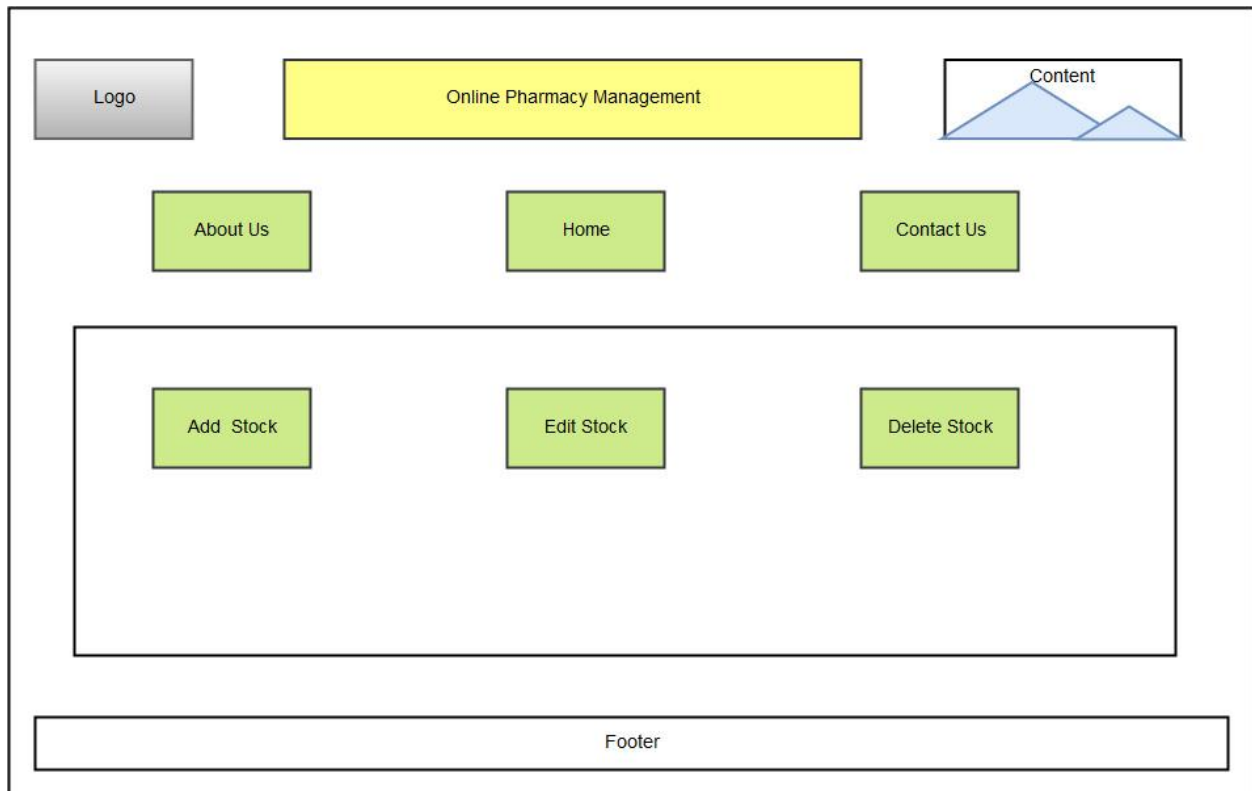 Logo
Online Pharmacy Management
Content
About Us
Home
Contact Us
Add  Stock
Edit Stock
Delete Stock
Footer